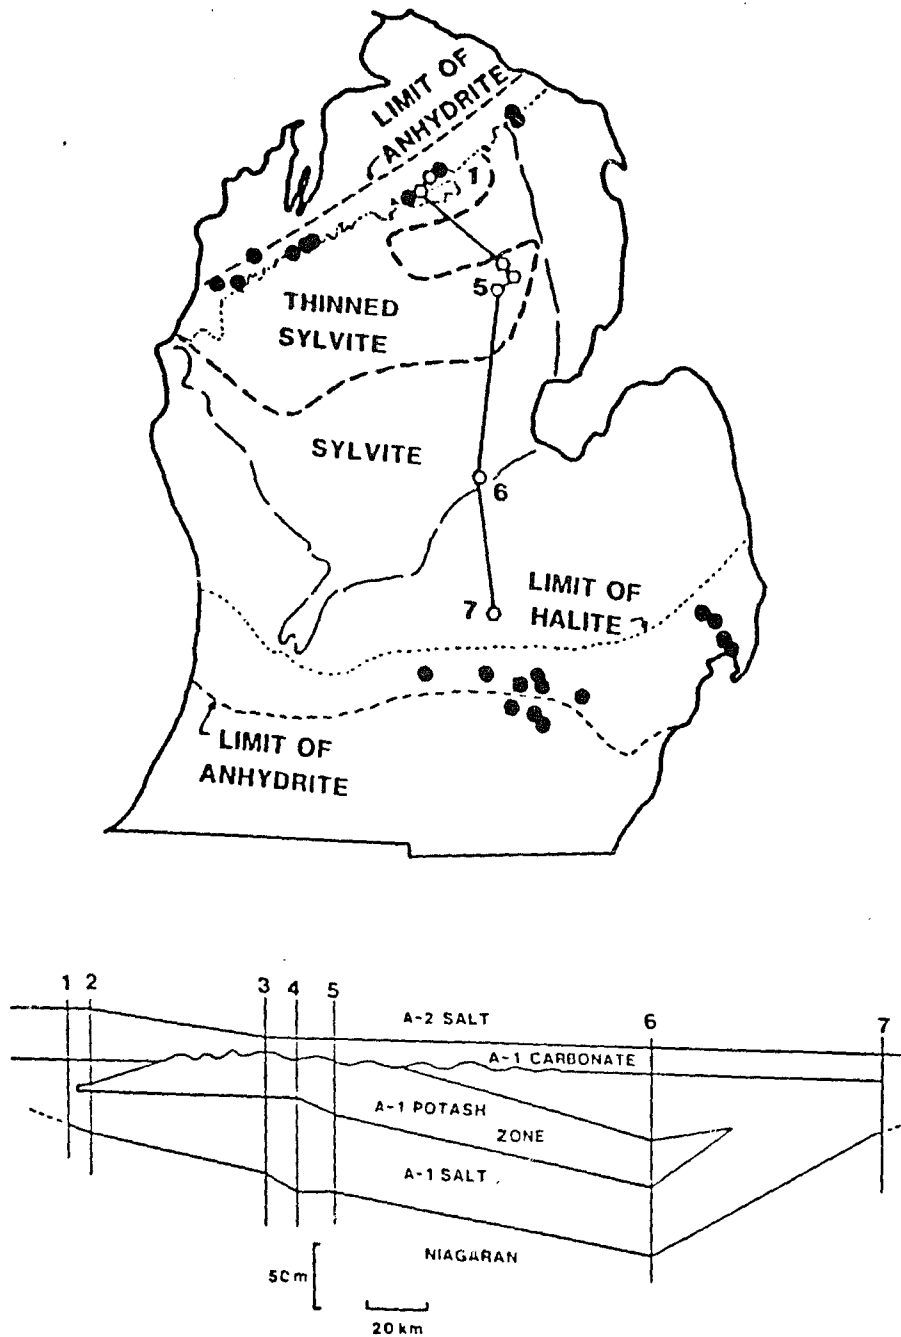 LIMIT OF
ANHYDRITE
1
5
THINNED
SYLVITE
SYLVITE
6
7
LIMIT OF
HALITE
LIMIT OF
ANHYDRITE
1 2 3 4 5 6 7
A-2 SALT
A-1 CARBONATE
A-1 POTASH
ZONE
A-1 SALT
NIAGARAN
50m
20 km